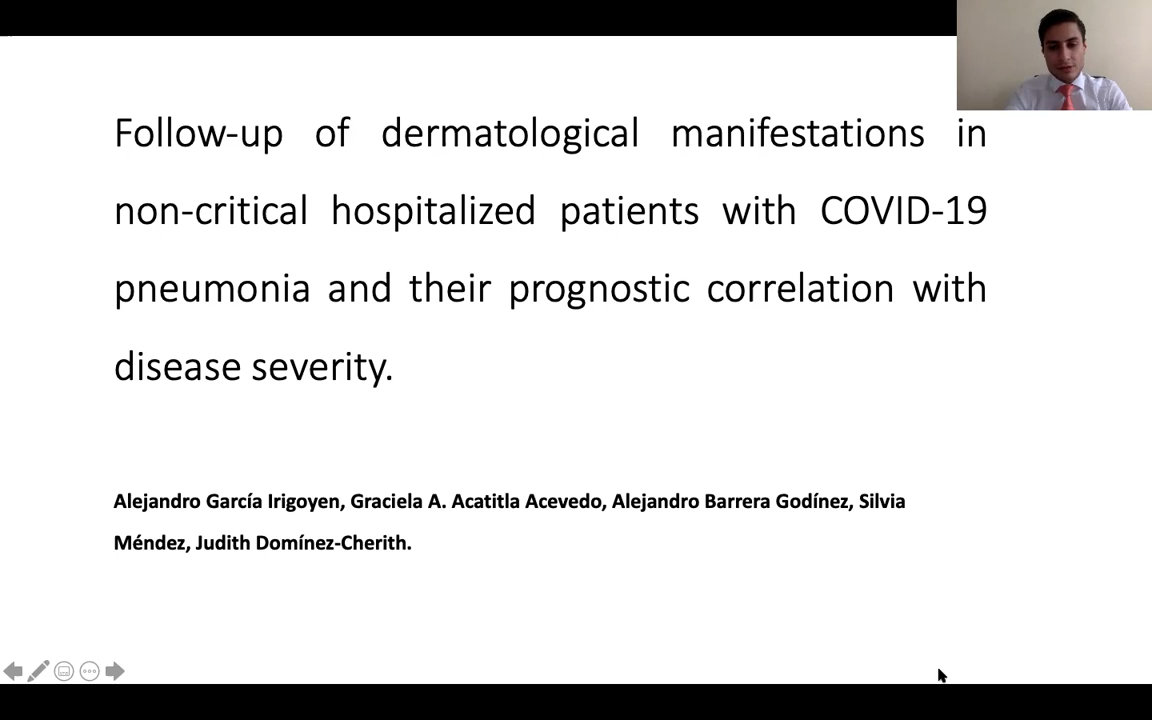 Follow-up of dermatological manifestations in
non-critical hospitalized patients with COVID-19
pneumonia and their prognostic correlation with
disease severity.
Alejandro García Irigoyen, Graciela A. Acatitla Acevedo, Alejandro Barrera Godínez, Silvia
Méndez, Judith Domínez-Cherith.